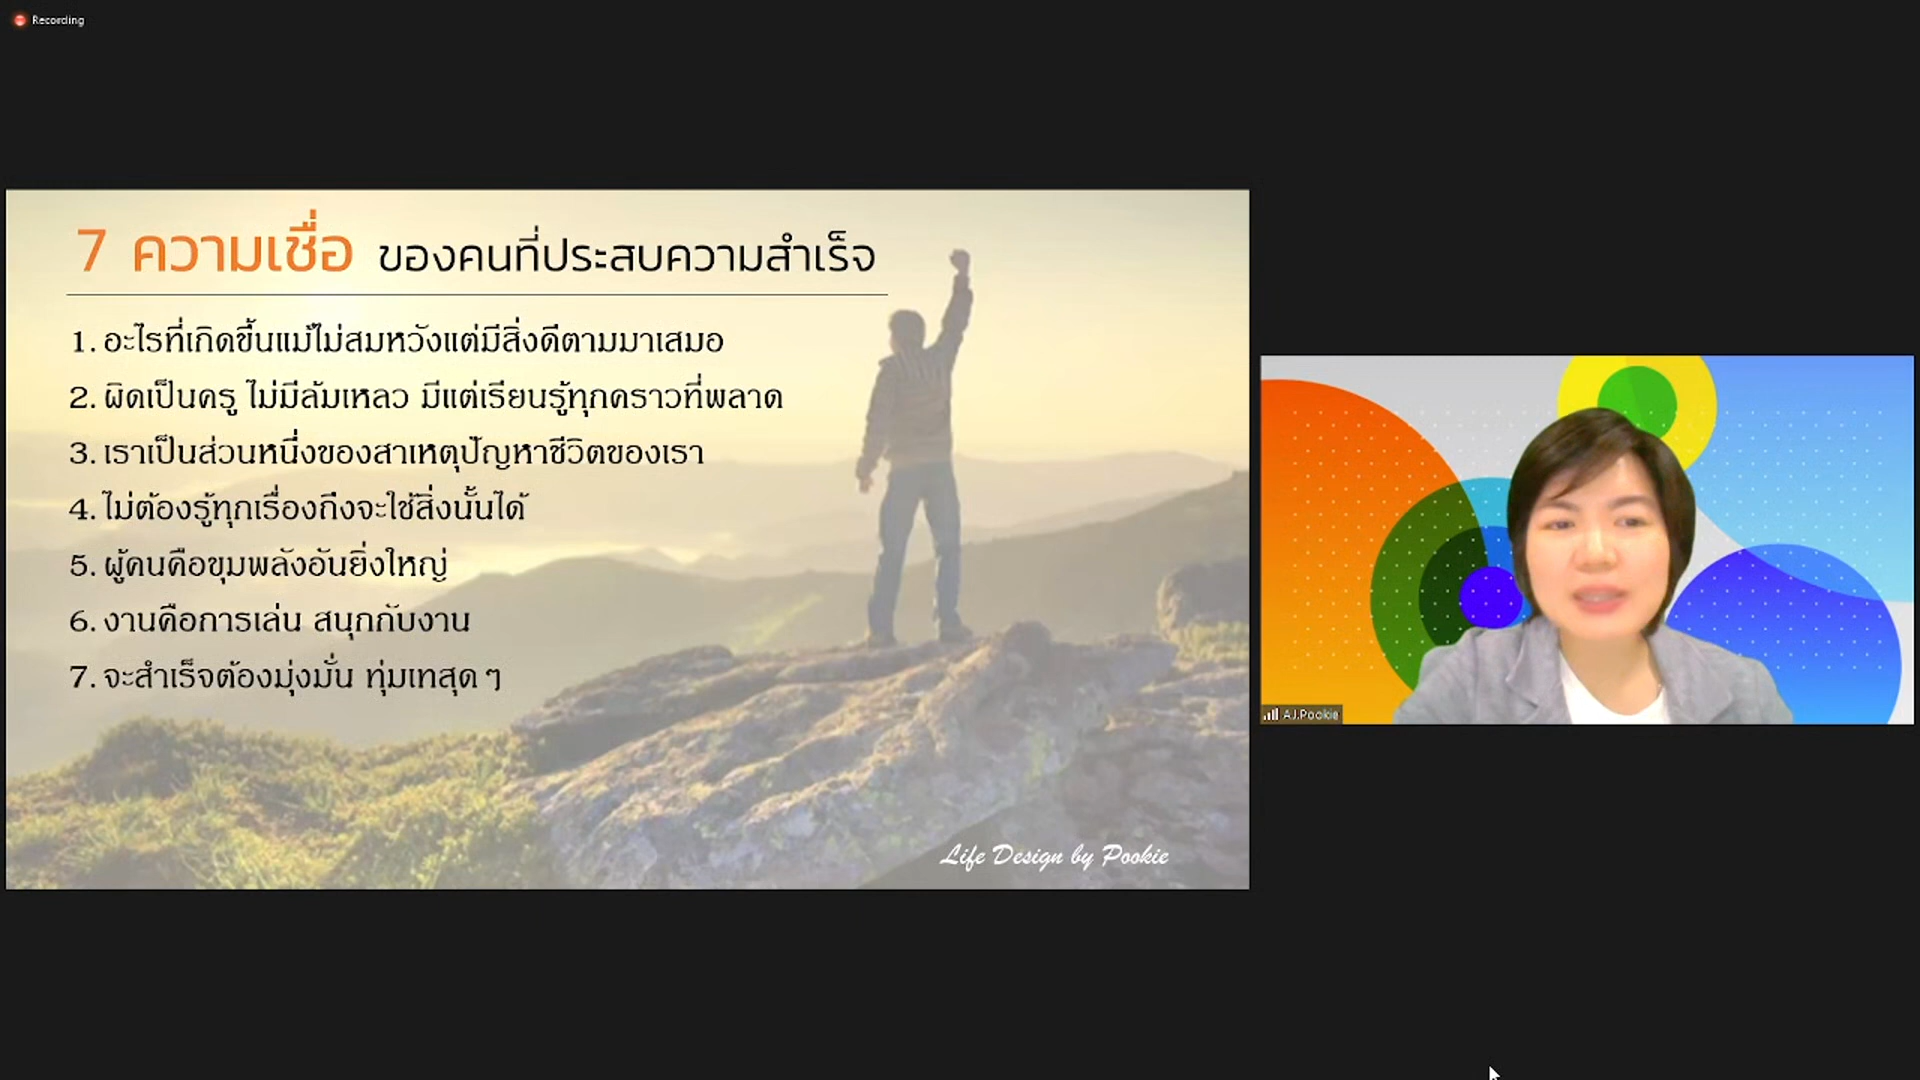 Recording
7 ความเชื่อ ของคนที่ประสบความสำเร็จ
1. อะไรที่เกิดขึ้นแม้ไม่สมหวังแต่มีสิ่งดีตามมาเสมอ
2. ผิดเป็นครู ไม่มีล้มเหลว มีแต่เรียนรู้ทุกคราวที่พลาด
3. เราเป็นส่วนหนึ่งของสาเหตุปัญหาชีวิตของเรา
4. ไม่ต้องรู้ทุกเรื่องถึงจะใช้สิ่งนั้นได้
5. ผู้คนคือขุมพลังอันยิ่งใหญ่
6. งานคือการเล่น สนุกกับงาน
7. จะสำเร็จต้องมุ่งมั่น ทุ่มเทสุด ๆ
Life Design by Pookie
AJ.Pookie